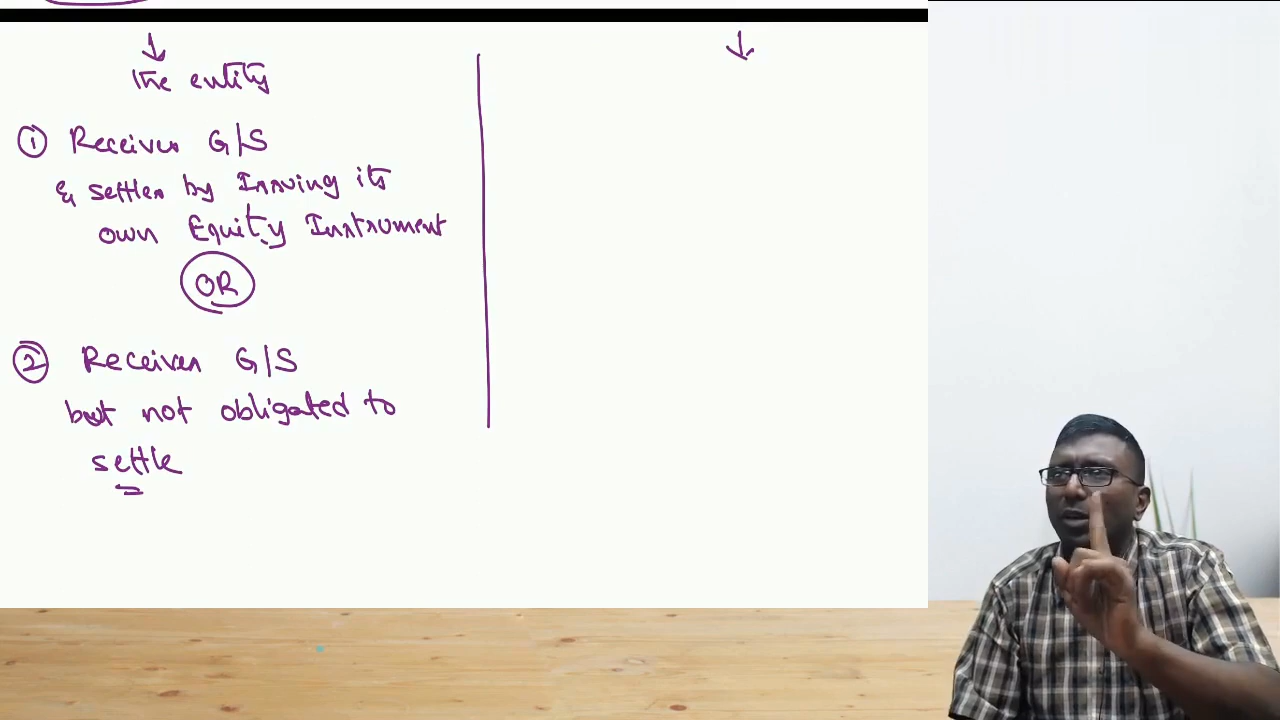 the entity
① Receives G/S
& settles by Issuing its
own Equity Instrument
OR
② Receives G/S
but not obligated to
settle